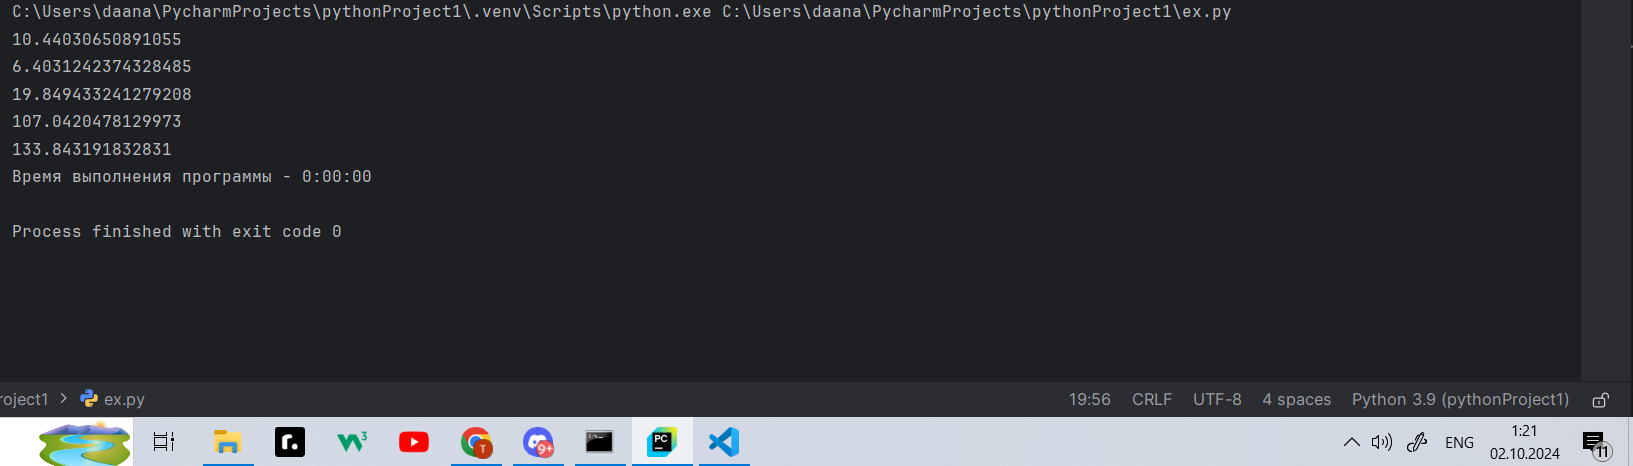 C:\Users\daana\PycharmProjects\pythonProject1\.venv\Scripts\python.exe C:\Users\daana\PycharmProjects\pythonProject1\ex.py
10.44030650891055
6.4031242374328485
19.849433241279208
107.0420478129973
133.843191832831
Время выполнения программы - 0:00:00
Process finished with exit code 0
roject1 > ex.py 19:56 CRLF UTF-8 4 spaces Python 3.9 (pythonProject1)
r. W3 T 9+ C:\ PC ENG 1:21
02.10.2024 11